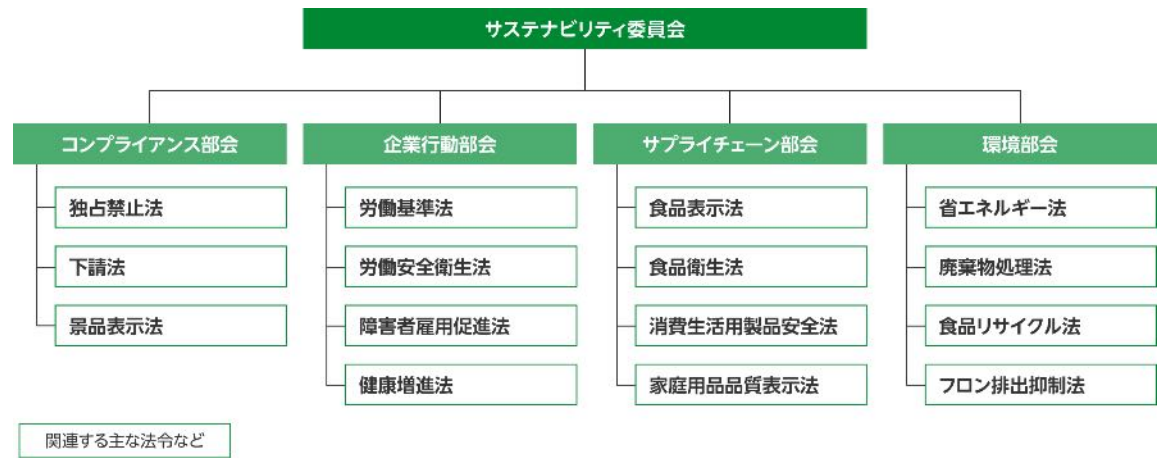 サステナビリティ委員会
コンプライアンス部会
独占禁止法
下請法
景品表示法
企業行動部会
労働基準法
労働安全衛生法
障害者雇用促進法
健康増進法
サプライチェーン部会
食品表示法
食品衛生法
消費生活用製品安全法
家庭用品品質表示法
環境部会
省エネルギー法
廃棄物処理法
食品リサイクル法
フロン排出抑制法
関連する主な法令など